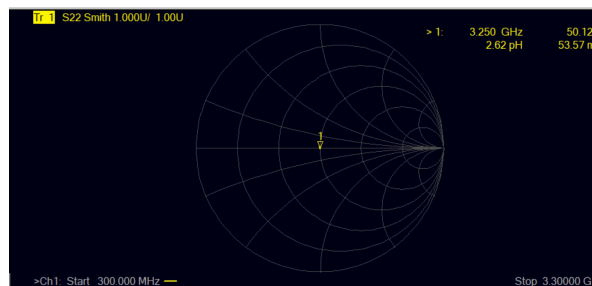 Tr 1 S22 Smith 1.000U/ 1.00U
> 1: 3.250 GHz 50.12
2.62 pH 53.57 m
1
>Ch1: Start 300.000 MHz
Stop 3.30000 G